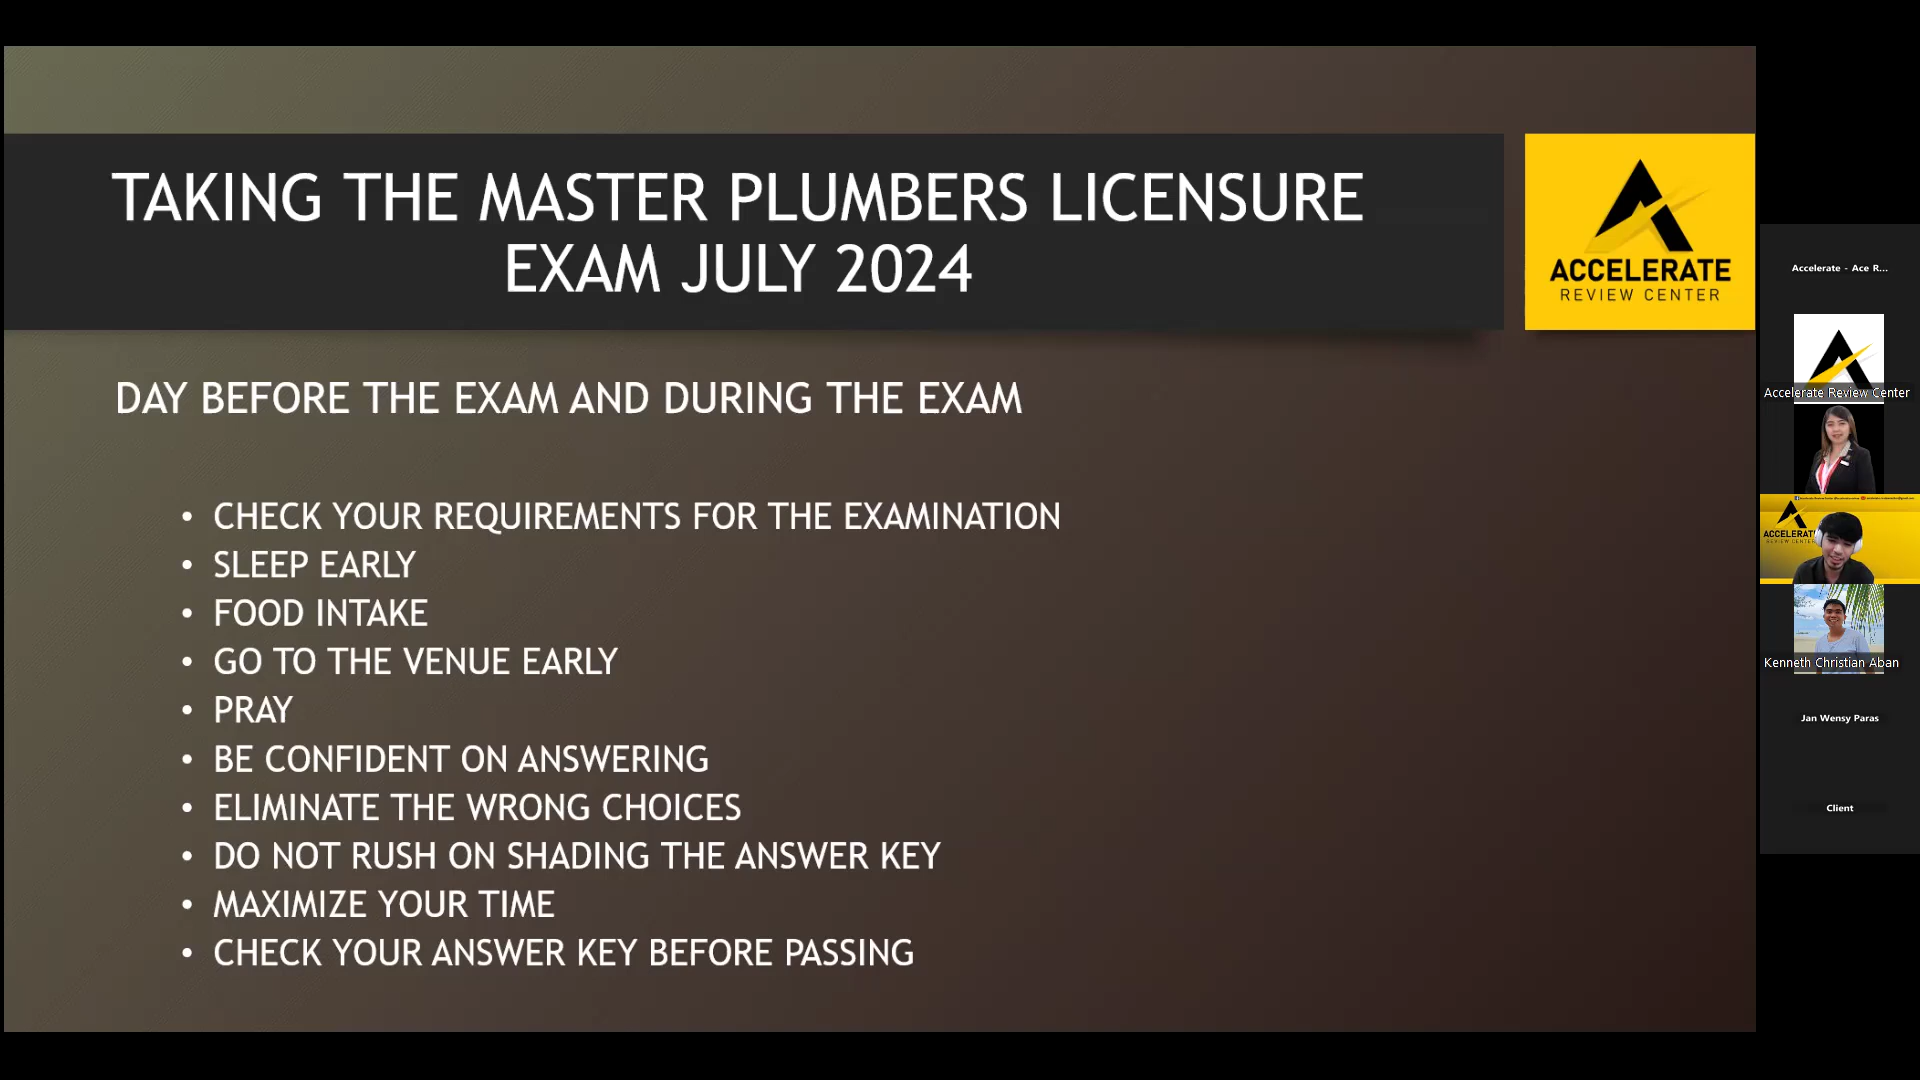 TAKING THE MASTER PLUMBERS LICENSURE
EXAM JULY 2024
ACCELERATE
REVIEW CENTER
DAY BEFORE THE EXAM AND DURING THE EXAM
• CHECK YOUR REQUIREMENTS FOR THE EXAMINATION
• SLEEP EARLY
• FOOD INTAKE
• GO TO THE VENUE EARLY
• PRAY
• BE CONFIDENT ON ANSWERING
• ELIMINATE THE WRONG CHOICES
• DO NOT RUSH ON SHADING THE ANSWER KEY
• MAXIMIZE YOUR TIME
• CHECK YOUR ANSWER KEY BEFORE PASSING
Accelerate - Ace R...
Accelerate Review Center
ACCELERAT
REVIEW CENTER
Kenneth Christian Aban
Jan Wensy Paras
Client